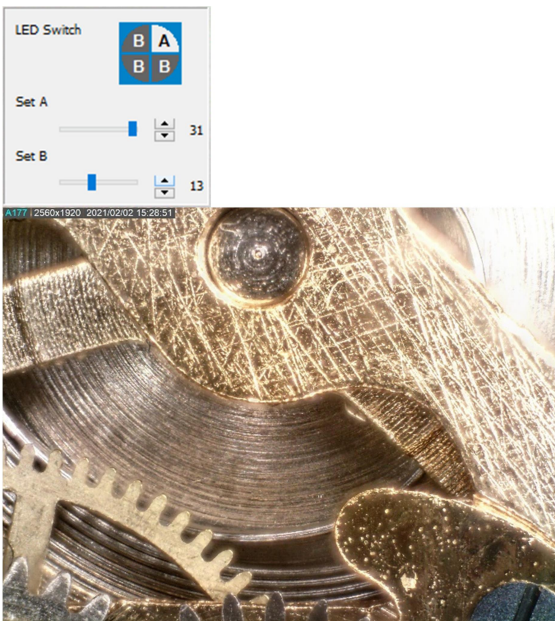 LED Switch
B A
B B
Set A
31
Set B
13
A177 2560x1920 2021/02/02 15:28:51